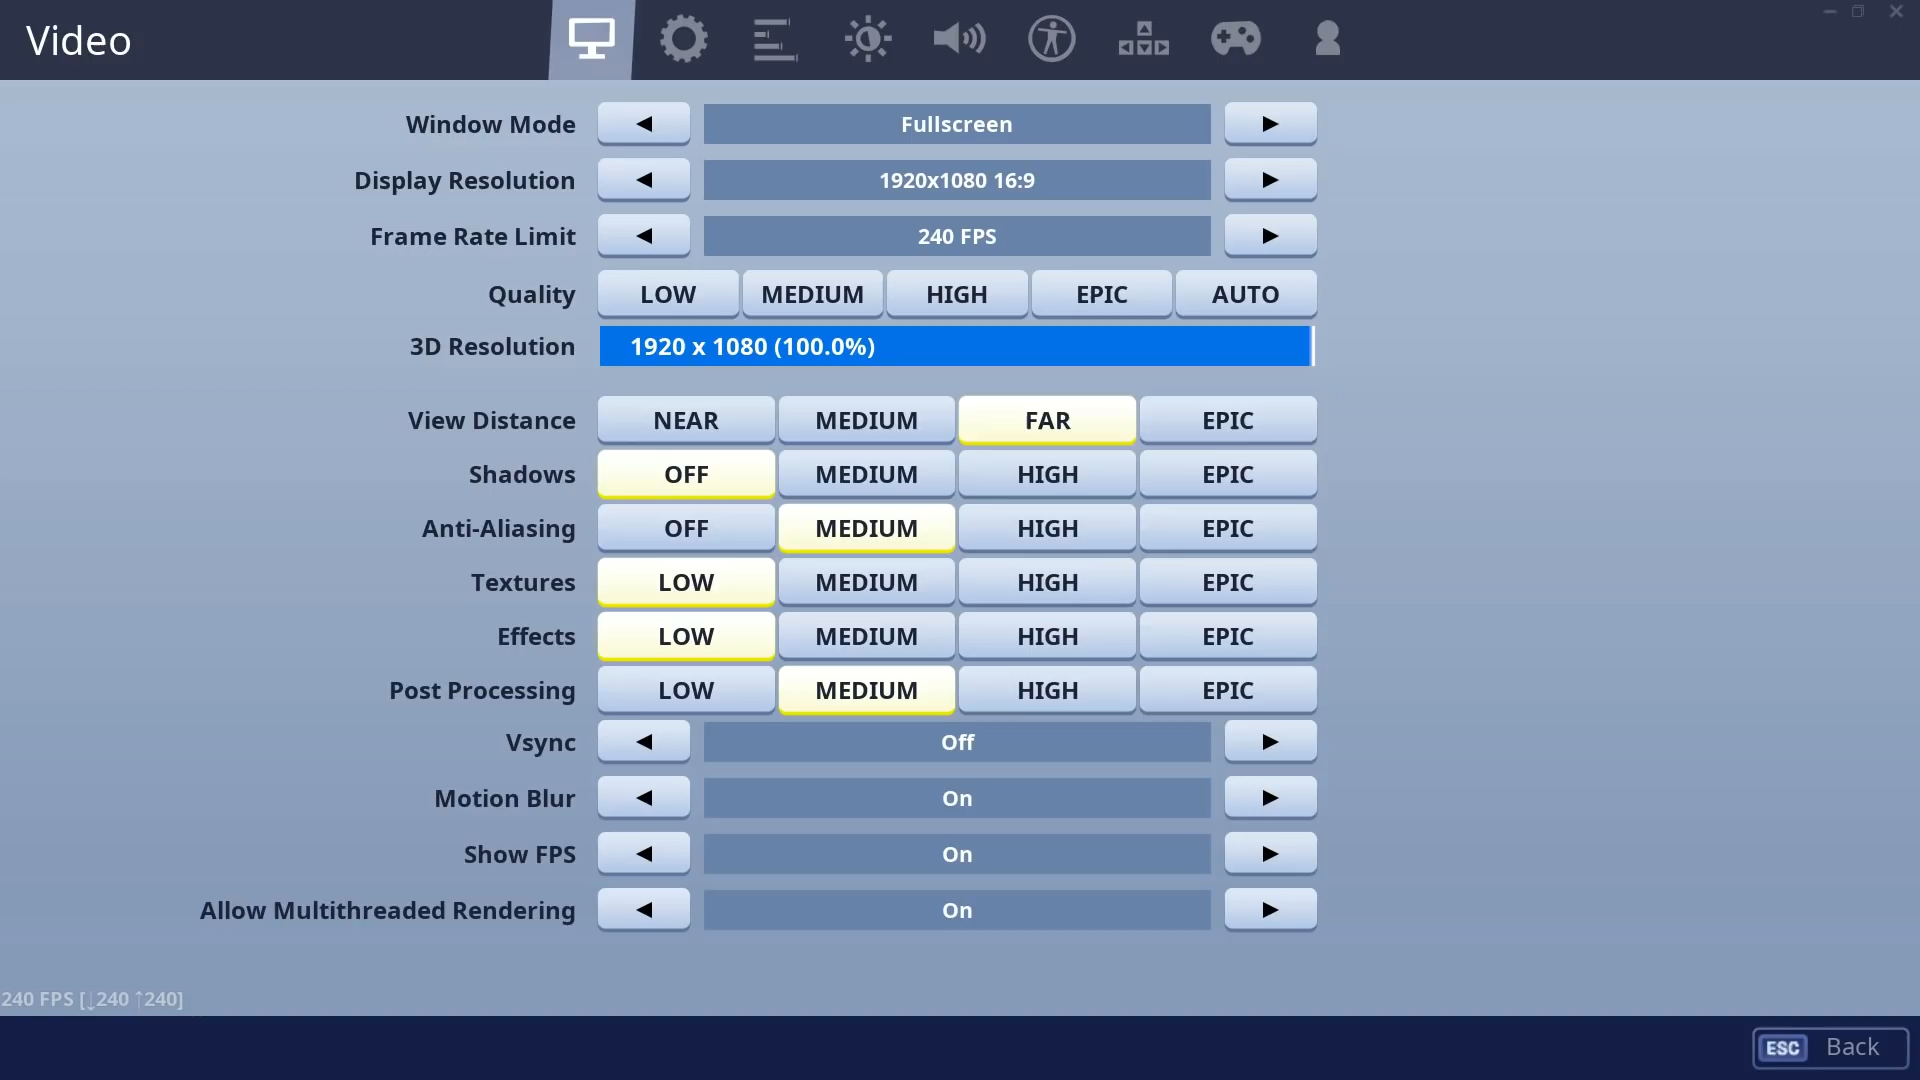 Video
Window Mode Fullscreen
Display Resolution 1920x1080 16:9
Frame Rate Limit 240 FPS
Quality LOW MEDIUM HIGH EPIC AUTO
3D Resolution 1920 x 1080 (100.0%)
View Distance NEAR MEDIUM FAR EPIC
Shadows OFF MEDIUM HIGH EPIC
Anti-Aliasing OFF MEDIUM HIGH EPIC
Textures LOW MEDIUM HIGH EPIC
Effects LOW MEDIUM HIGH EPIC
Post Processing LOW MEDIUM HIGH EPIC
Vsync Off
Motion Blur On
Show FPS On
Allow Multithreaded Rendering On
240 FPS [↓240 ↑240]
ESC Back